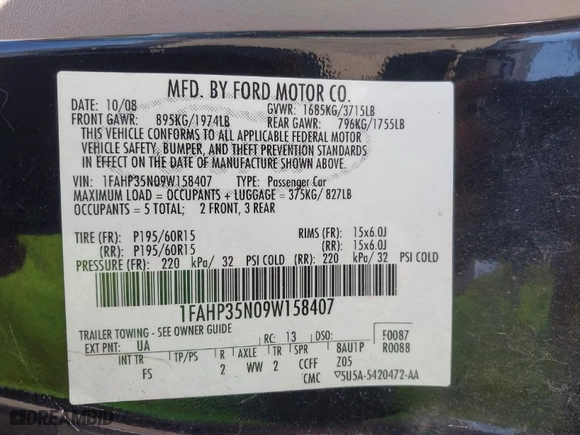 MFD. BY FORD MOTOR CO.
DATE: 10/08 GVWR: 1685KG/3715LB
FRONT GAWR: 895KG/1974LB REAR GAWR: 796KG/1755LB
THIS VEHICLE CONFORMS TO ALL APPLICABLE FEDERAL MOTOR
VEHICLE SAFETY, BUMPER, AND THEFT PREVENTION STANDARDS
IN EFFECT ON THE DATE OF MANUFACTURE SHOWN ABOVE.
VIN: 1FAHP35N09W158407 TYPE: Passenger Car
MAXIMUM LOAD = OCCUPANTS + LUGGAGE = 375KG/ 827LB
OCCUPANTS = 5 TOTAL; 2 FRONT, 3 REAR
TIRE (FR): P195/60R15 RIMS (FR): 15x6.0J
(RR): P195/60R15 (RR): 15x6.0J
PRESSURE (FR): 220 kPa/ 32 PSI COLD (RR): 220 kPa/ 32 PSI COLD
1FAHP35N09W158407
TRAILER TOWING - SEE OWNER GUIDE
EXT PNT: UA RC: 13 DSO: F0087
INT TR TP/PS R AXLE TR SPR 8AU1P R0088
FS 2 WW 2 CCFF Z05
CMC 5U5A-5420472-AA
DREAMBID